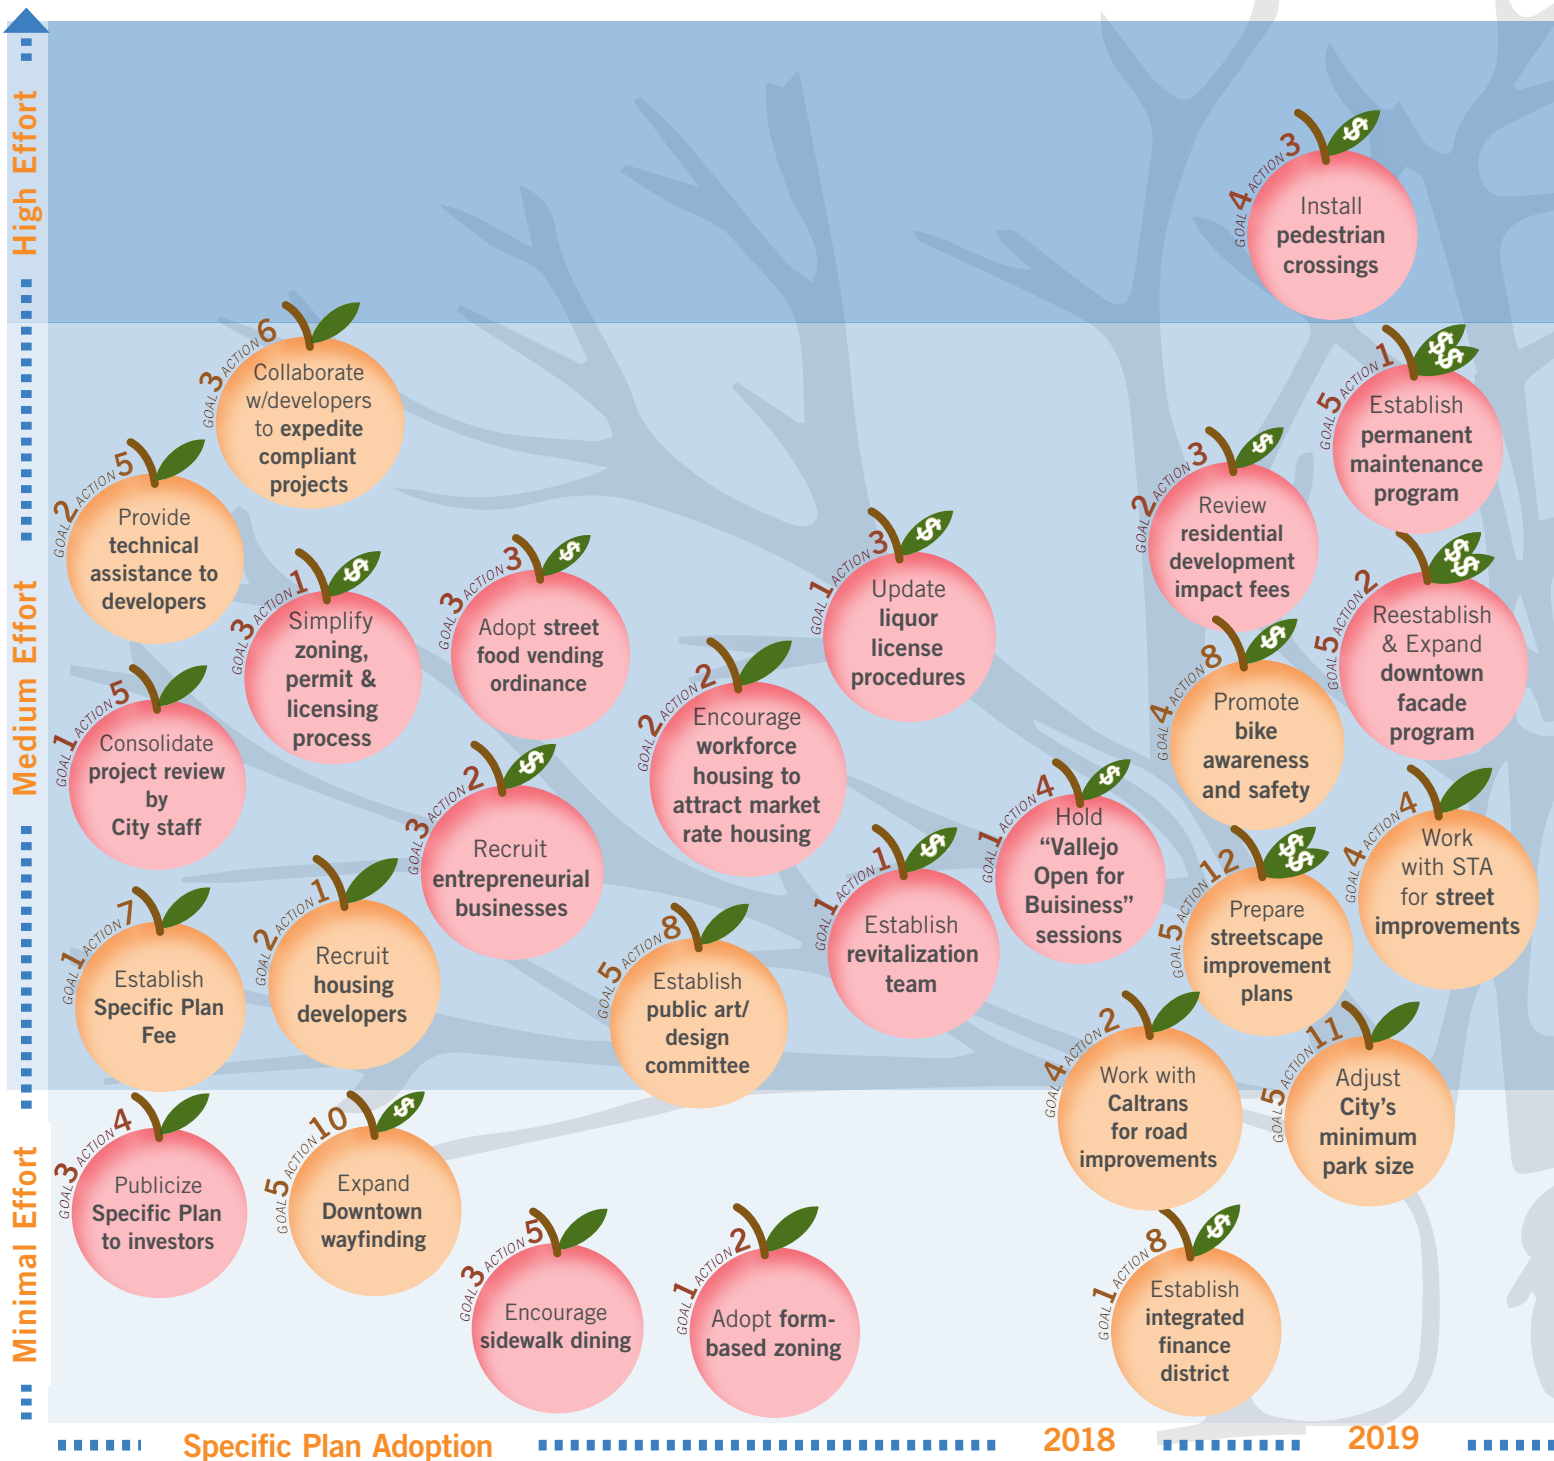 High Effort
Medium Effort
Minimal Effort
GOAL 4 ACTION 3
$
Install
pedestrian
crossings
GOAL 3 ACTION 6
Collaborate
w/developers
to expedite
compliant
projects
GOAL 5 ACTION 1
$
$
Establish
permanent
maintenance
program
GOAL 2 ACTION 5
Provide
technical
assistance to
developers
GOAL 2 ACTION 3
$
Review
residential
development
impact fees
GOAL 3 ACTION 1
$
Simplify
zoning,
permit &
licensing
process
GOAL 3 ACTION 3
$
Adopt street
food vending
ordinance
GOAL 1 ACTION 3
$
Update
liquor
license
procedures
GOAL 5 ACTION 2
$
$
Reestablish
& Expand
downtown
facade
program
GOAL 1 ACTION 5
Consolidate
project review
by
City staff
GOAL 2 ACTION 2
Encourage
workforce
housing to
attract market
rate housing
GOAL 4 ACTION 8
$
Promote
bike
awareness
and safety
GOAL 3 ACTION 2
$
Recruit
entrepreneurial
businesses
GOAL 1 ACTION 4
$
Hold
“Vallejo
Open for
Buisiness”
sessions
GOAL 4 ACTION 4
Work
with STA
for street
improvements
GOAL 1 ACTION 7
Establish
Specific Plan
Fee
GOAL 2 ACTION 1
Recruit
housing
developers
GOAL 5 ACTION 8
Establish
public art/
design
committee
GOAL 1 ACTION 1
$
Establish
revitalization
team
GOAL 5 ACTION 12
$
$
Prepare
streetscape
improvement
plans
GOAL 4 ACTION 2
Work with
Caltrans
for road
improvements
GOAL 5 ACTION 11
Adjust
City’s
minimum
park size
GOAL 3 ACTION 4
Publicize
Specific Plan
to investors
GOAL 5 ACTION 10
$
Expand
Downtown
wayfinding
GOAL 3 ACTION 5
Encourage
sidewalk dining
GOAL 1 ACTION 2
Adopt form-
based zoning
GOAL 1 ACTION 8
$
Establish
integrated
finance
district
Specific Plan Adoption
2018
2019